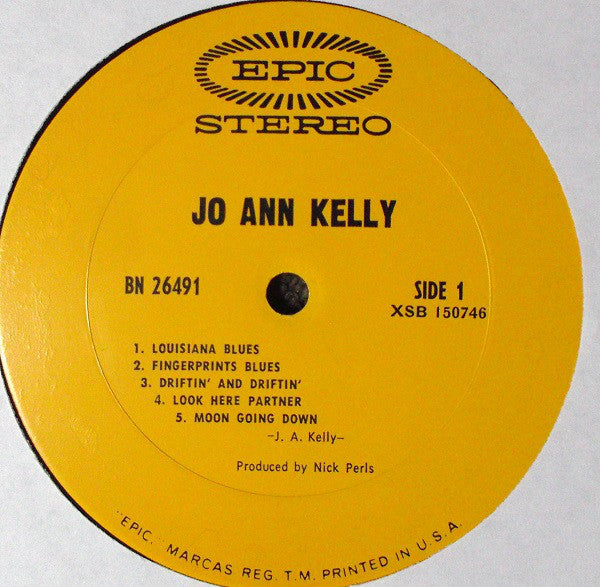 EPIC
STEREO
JO ANN KELLY
BN 26491
SIDE 1
XSB 150746
1. LOUISIANA BLUES
2. FINGERPRINTS BLUES
3. DRIFTIN' AND DRIFTIN'
4. LOOK HERE PARTNER
5. MOON GOING DOWN
-J. A. Kelly-
Produced by Nick Perls
"EPIC," MARCAS REG. T.M. PRINTED IN U.S.A.